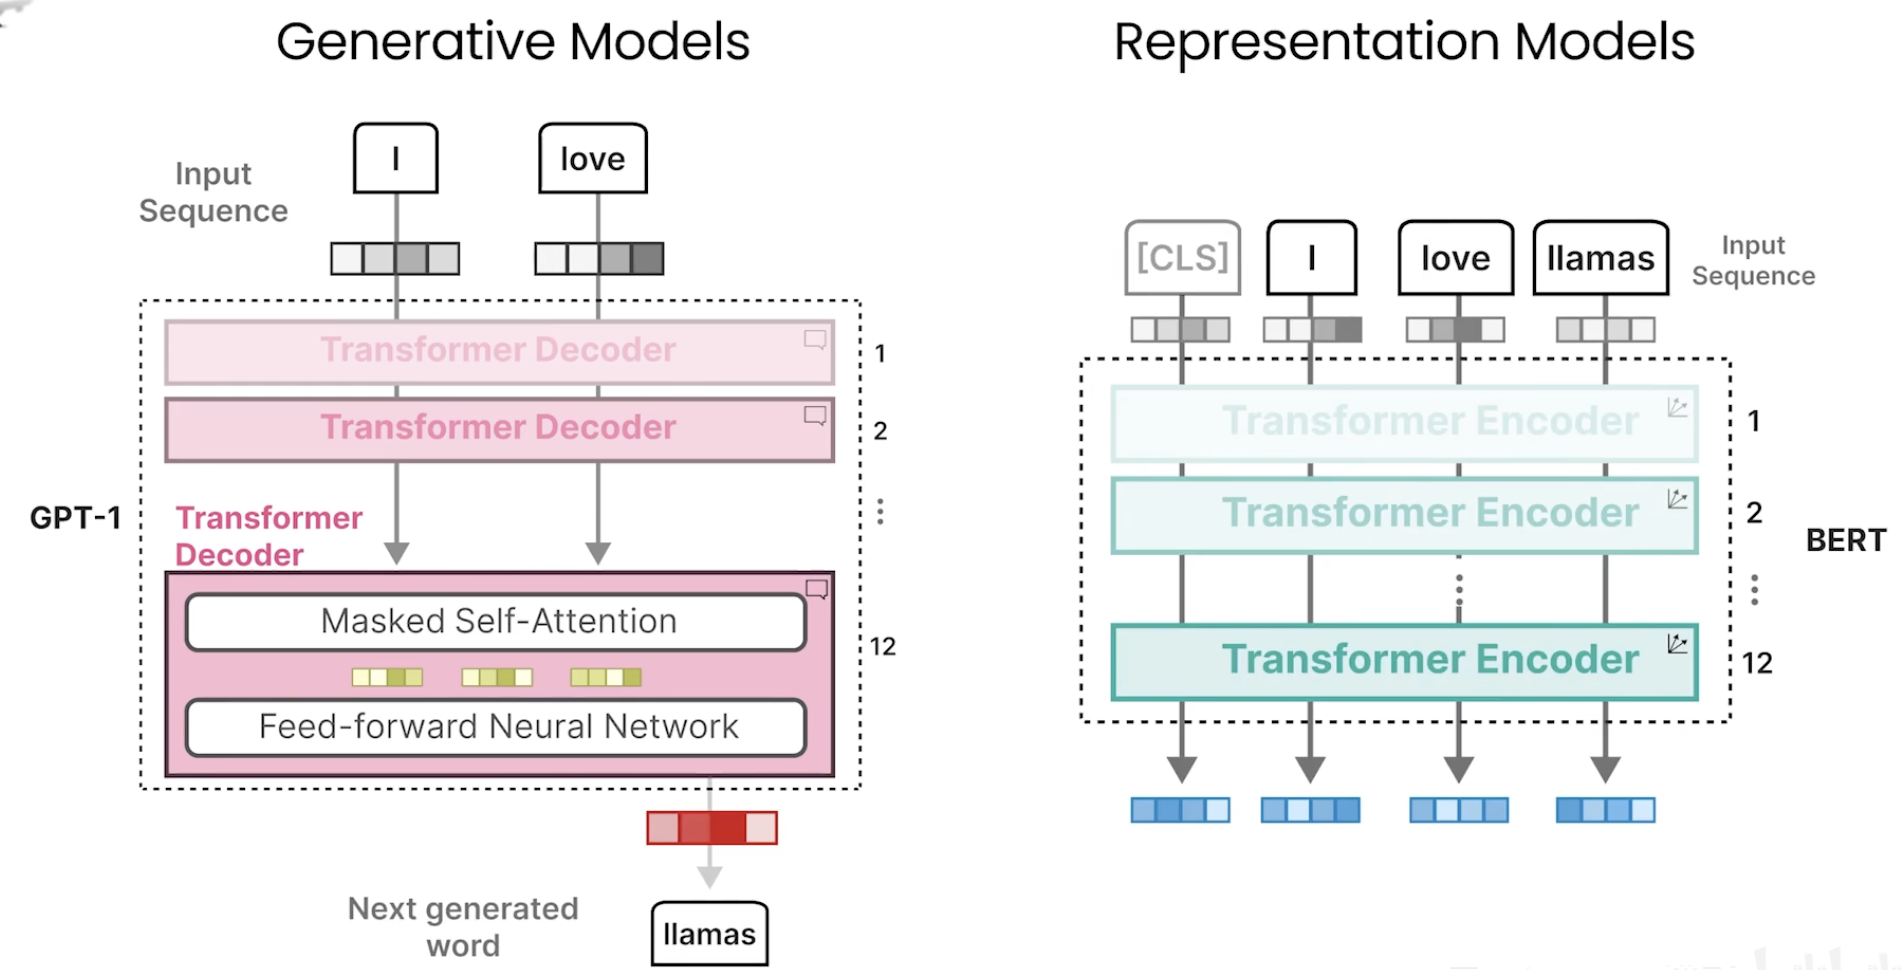 Generative Models
Input
Sequence
I
love
Transformer Decoder
1
Transformer Decoder
2
GPT-1
Transformer
Decoder
Masked Self-Attention
12
Feed-forward Neural Network
Next generated
word
llamas
Representation Models
[CLS]
I
love
llamas
Input
Sequence
Transformer Encoder
1
Transformer Encoder
2
BERT
Transformer Encoder
12